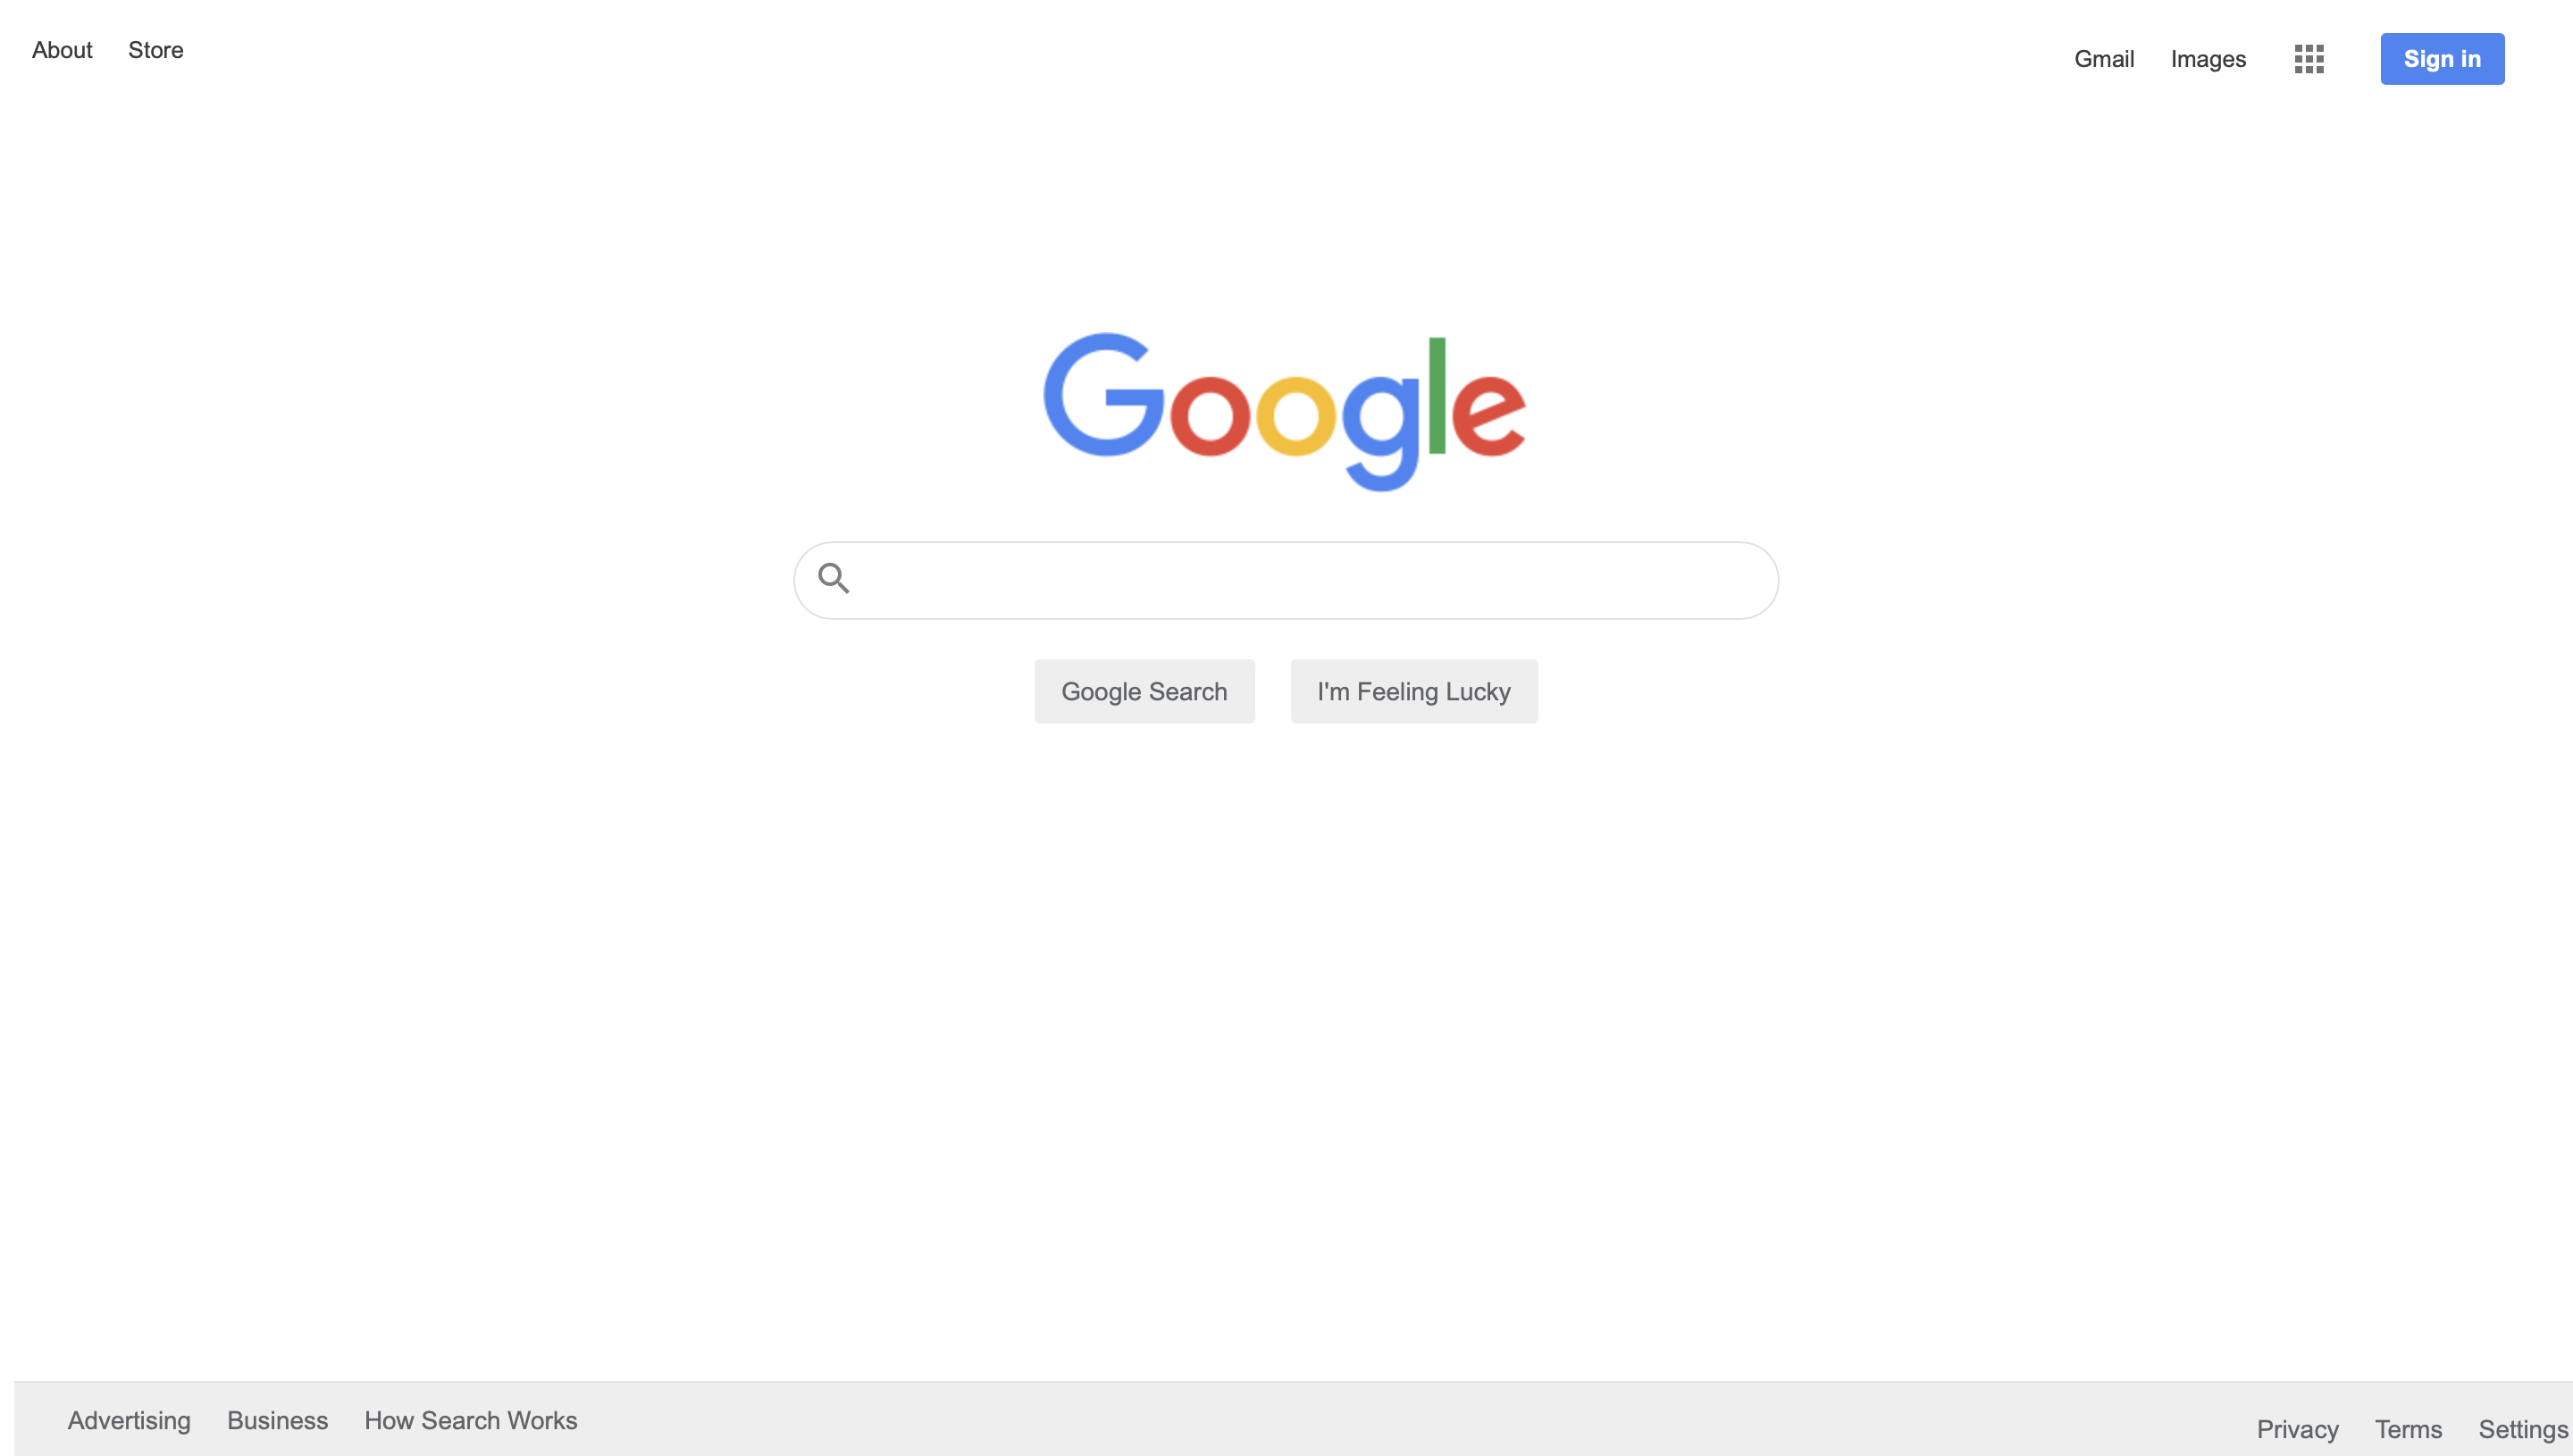 About Store
Gmail Images Sign in
Google
Google Search I'm Feeling Lucky
Advertising Business How Search Works
Privacy Terms Settings